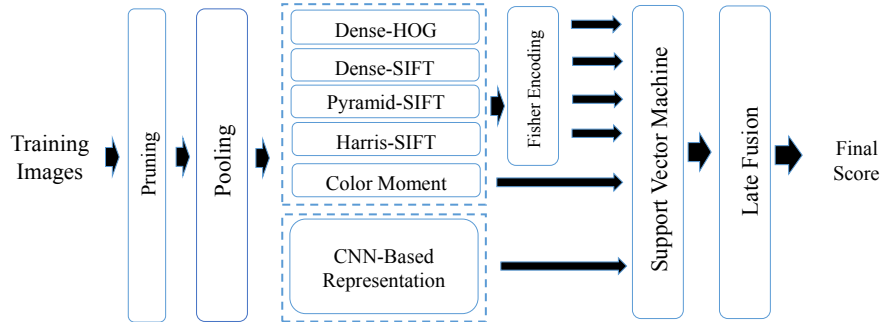 Training
Images
Pruning
Pooling
Dense-HOG
Dense-SIFT
Pyramid-SIFT
Harris-SIFT
Color Moment
CNN-Based
Representation
Fisher Encoding
Support Vector Machine
Late Fusion
Final
Score